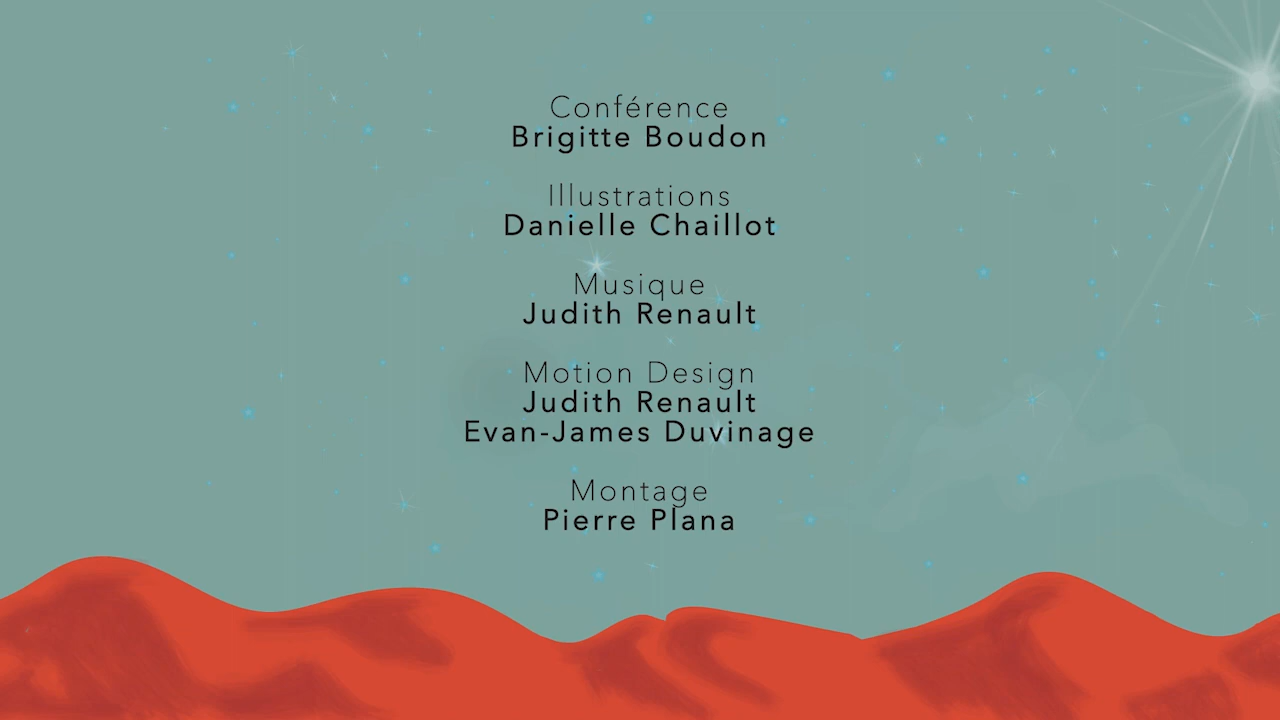 Conférence
Brigitte Boudon
Illustrations
Danielle Chaillot
Musique
Judith Renault
Motion Design
Judith Renault
Evan-James Duvinage
Montage
Pierre Plana